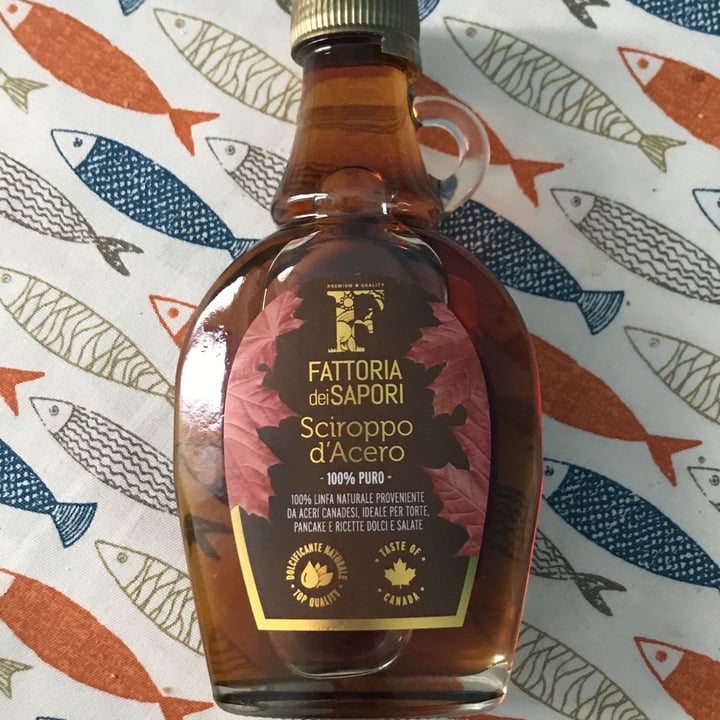 PREMIUM QUALITY
F
FATTORIA
dei SAPORI
Sciroppo
d'Acero
- 100% PURO -
100% LINFA NATURALE PROVENIENTE
DA ACERI CANADESI, IDEALE PER TORTE,
PANCAKE E RICETTE DOLCI E SALATE
DOLCIFICANTE NATURALE
• TOP QUALITY •
TASTE OF
• CANADA •